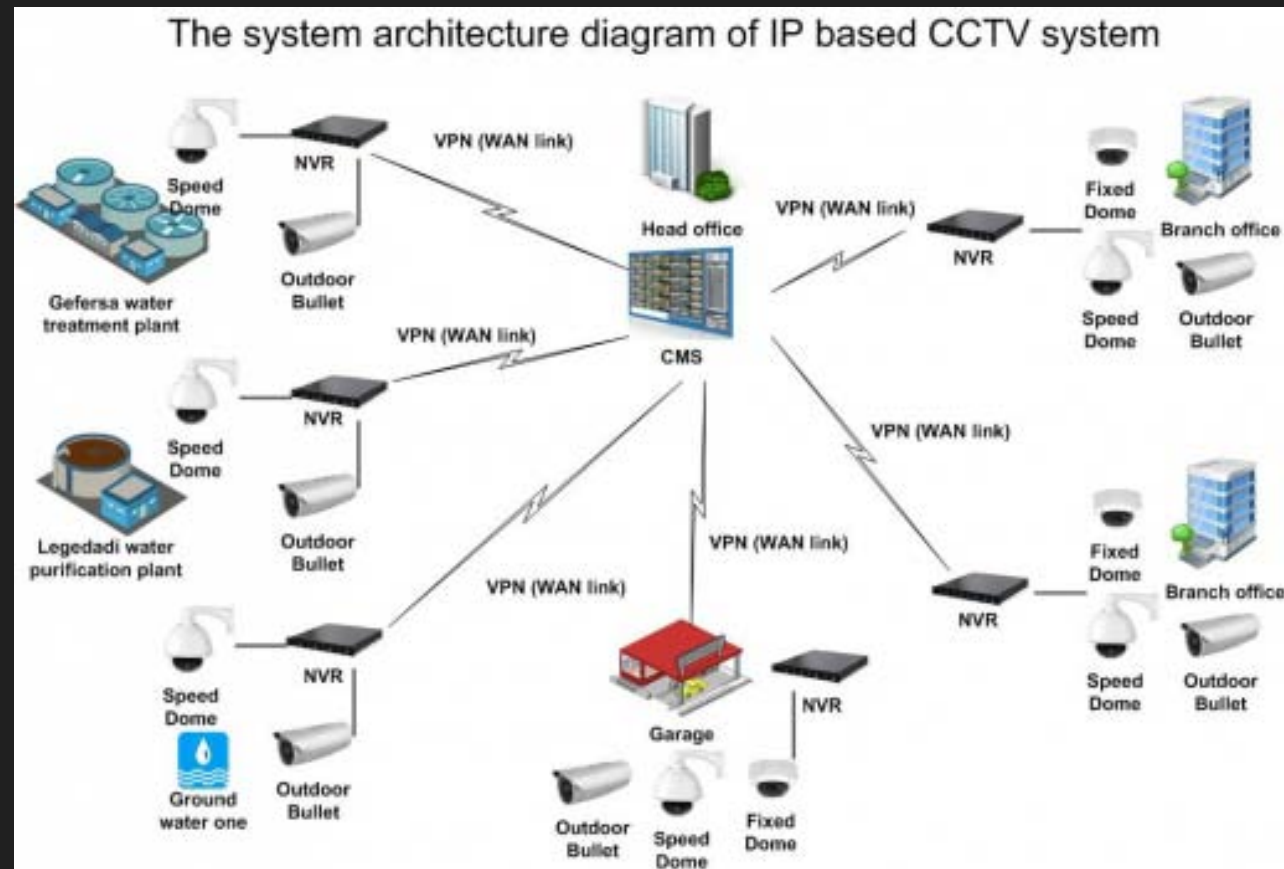 The system architecture diagram of IP based CCTV system
Speed
Dome
NVR
Outdoor
Bullet
Gefersa water
treatment plant
VPN (WAN link)
Head office
CMS
VPN (WAN link)
NVR
Fixed
Dome
Branch office
Speed
Dome
Outdoor
Bullet
VPN (WAN link)
Speed
Dome
NVR
Outdoor
Bullet
Legedadi water
purification plant
VPN (WAN link)
NVR
Fixed
Dome
Branch office
Speed
Dome
Outdoor
Bullet
VPN (WAN link)
Speed
Dome
NVR
Outdoor
Bullet
Ground
water one
VPN (WAN link)
Garage
NVR
Outdoor
Bullet
Speed
Dome
Fixed
Dome